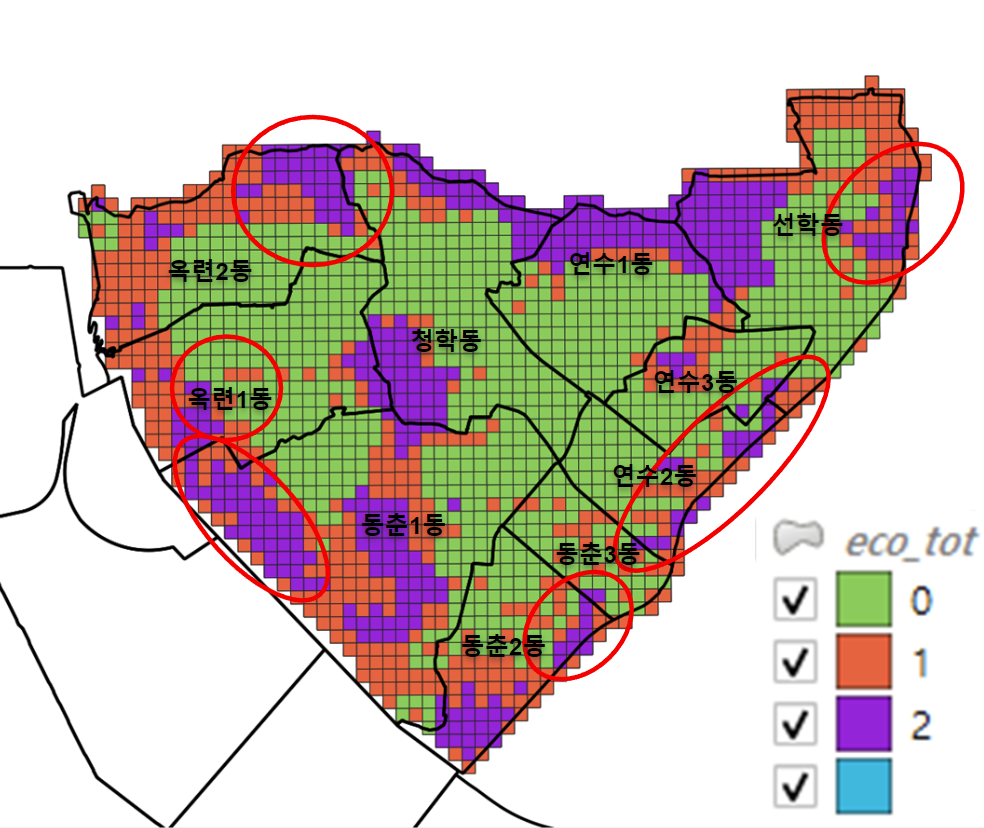 선학동
연수1동
옥련2동
청학동
연수3동
옥련1동
연수2동
동춘1동
동춘3동
동춘2동
eco_tot
0
1
2